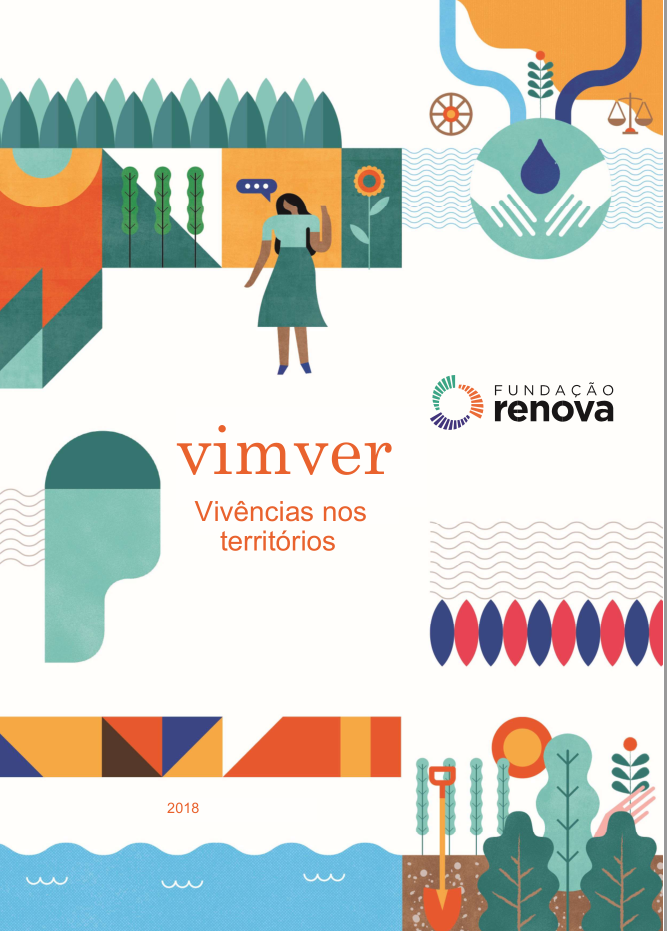 FUNDAÇÃO
renova
vimver
Vivências nos
territórios
2018